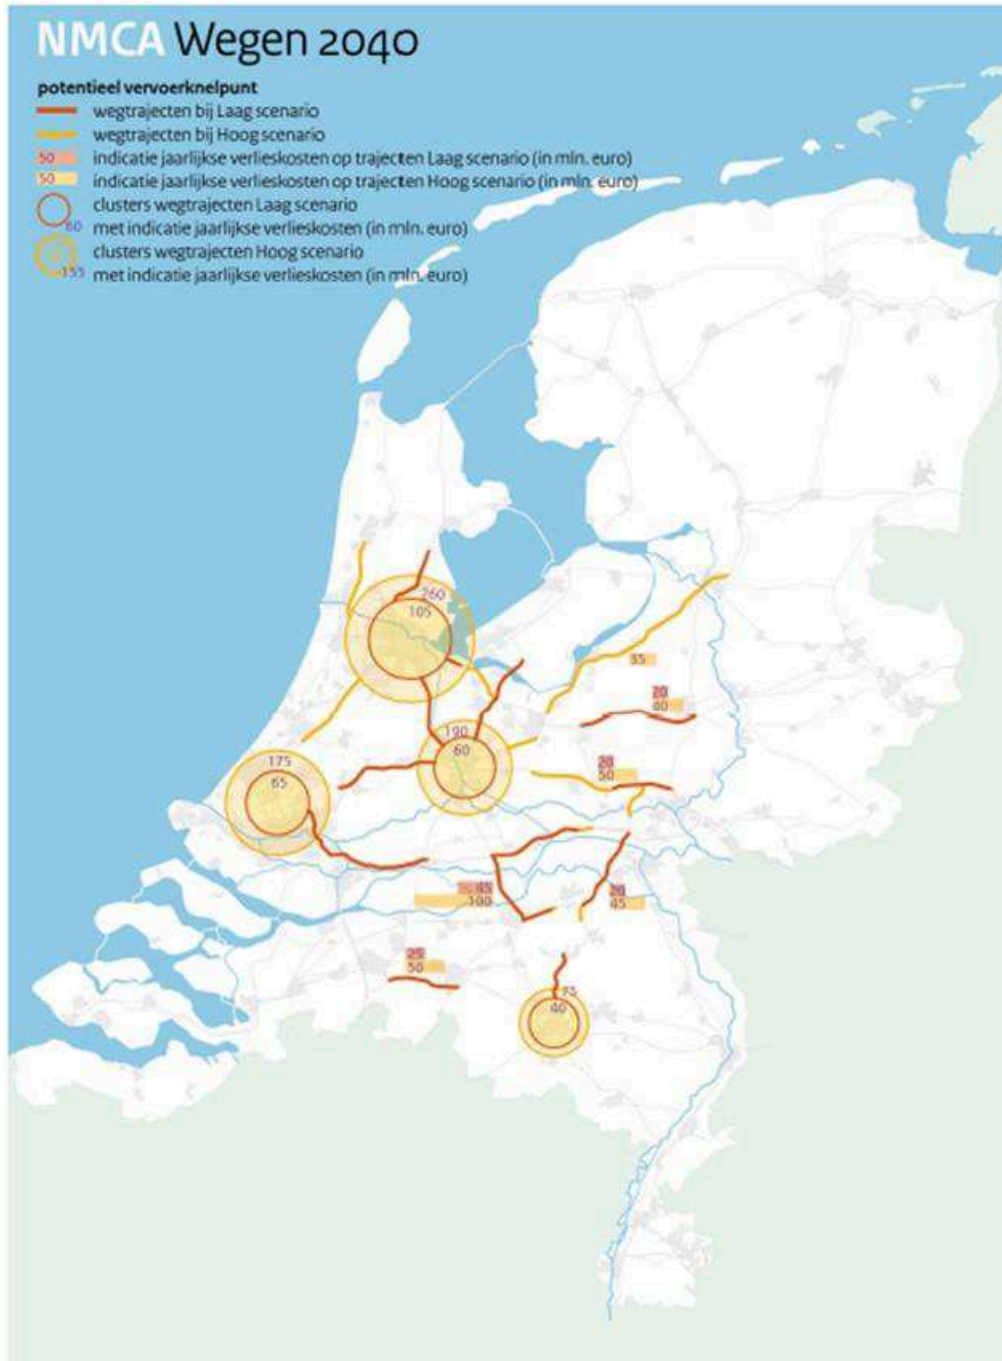 NMCA Wegen 2040
potentieel vervoerknelpunt
wegtrajecten bij Laag scenario
wegtrajecten bij Hoog scenario
50 indicatie jaarlijkse verlieskosten op trajecten Laag scenario (in mln. euro)
50 indicatie jaarlijkse verlieskosten op trajecten Hoog scenario (in mln. euro)
clusters wegtrajecten Laag scenario
60 met indicatie jaarlijkse verlieskosten (in mln. euro)
clusters wegtrajecten Hoog scenario
155 met indicatie jaarlijkse verlieskosten (in mln. euro)
260
105
20
190
60
20
50
175
65
45
100
20
45
25
50
75
40